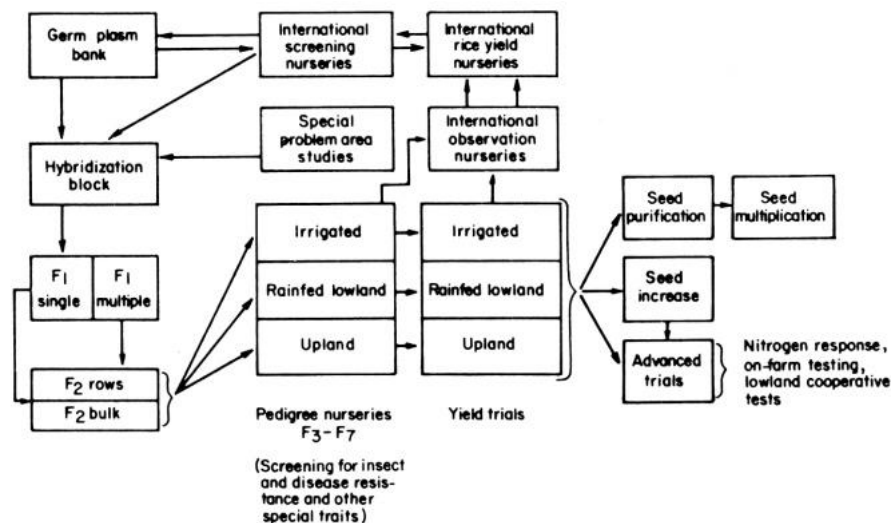 Germ plasm
bank
International
screening
nurseries
International
rice yield
nurseries
Special
problem area
studies
International
observation
nurseries
Hybridization
block
Seed
purification
Seed
multiplication
Irrigated
Irrigated
F1
single
F1
multiple
Rainfed lowland
Rainfed lowland
Seed
increase
Upland
Upland
Advanced
trials
Nitrogen response,
on-farm testing,
lowland cooperative
tests
F2 rows
F2 bulk
Pedigree nurseries
F3-F7
Yield trials
(Screening for insect
and disease resis-
tance and other
special traits)